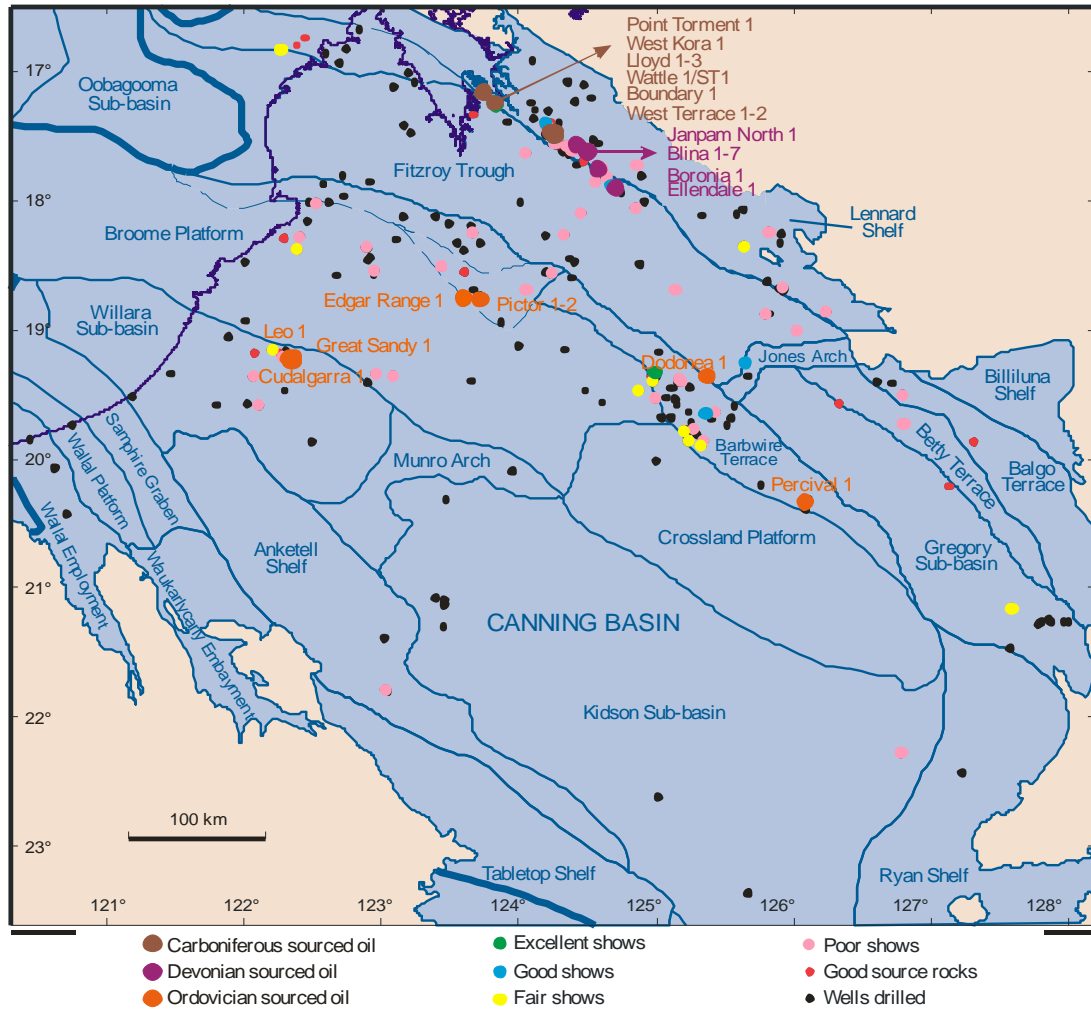 Point Torment 1
West Kora 1
Lloyd 1-3
Wattle 1/ST1
Boundary 1
West Terrace 1-2
17°
Oobagooma
Sub-basin
Janpam North 1
Blina 1-7
Boronia 1
Ellendale 1
Fitzroy Trough
18°
Lennard
Shelf
Broome Platform
Edgar Range 1
Pictor 1-2
Willara
Sub-basin
19°
Leo 1
Great Sandy 1
Cudalgarra 1
Dodonea 1
Jones Arch
Billiluna
Shelf
Samphire Graben
Wallal Platform
Wallal Employment
Waukarlycarly Embayment
Munro Arch
Barbwire
Terrace
Betty Terrace
Balgo
Terrace
20°
Percival 1
Anketell
Shelf
Crossland Platform
Gregory
Sub-basin
21°
CANNING BASIN
22°
Kidson Sub-basin
100 km
23°
Tabletop Shelf
Ryan Shelf
121°
122°
123°
124°
125°
126°
127°
128°
Carboniferous sourced oil
Devonian sourced oil
Ordovician sourced oil
Excellent shows
Good shows
Fair shows
Poor shows
Good source rocks
Wells drilled